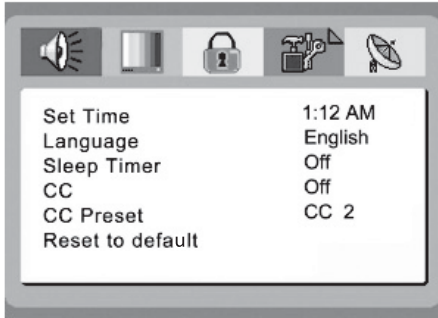 Set Time 1:12 AM
Language English
Sleep Timer Off
CC Off
CC Preset CC 2
Reset to default